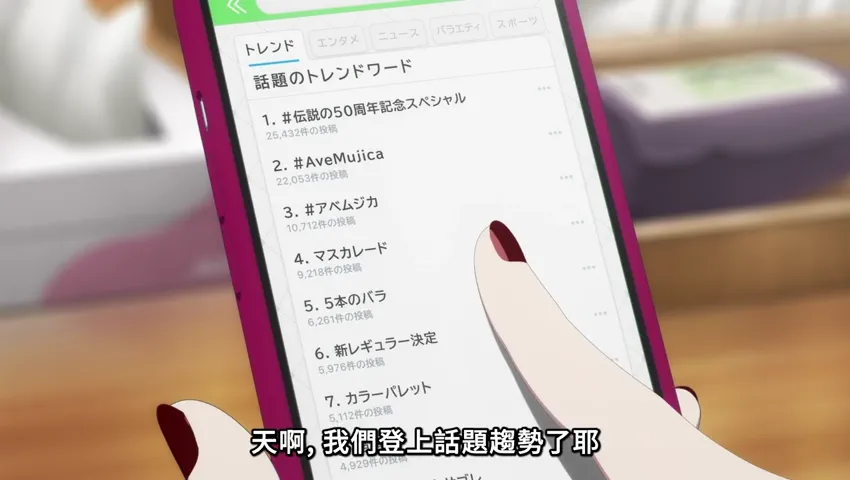 トレンド
エンタメ
ニュース
バラエティ
スポーツ
話題のトレンドワード
1. #伝説の50周年記念スペシャル
25,432件の投稿
2. #AveMujica
22,053件の投稿
3. #アベムジカ
10,712件の投稿
4. マスカレード
9,218件の投稿
5. 5本のバラ
6,261件の投稿
6. 新レギュラー決定
5,976件の投稿
7. カラーパレット
5,112件の投稿
4,929件の投稿
天啊, 我們登上話題趨勢了耶